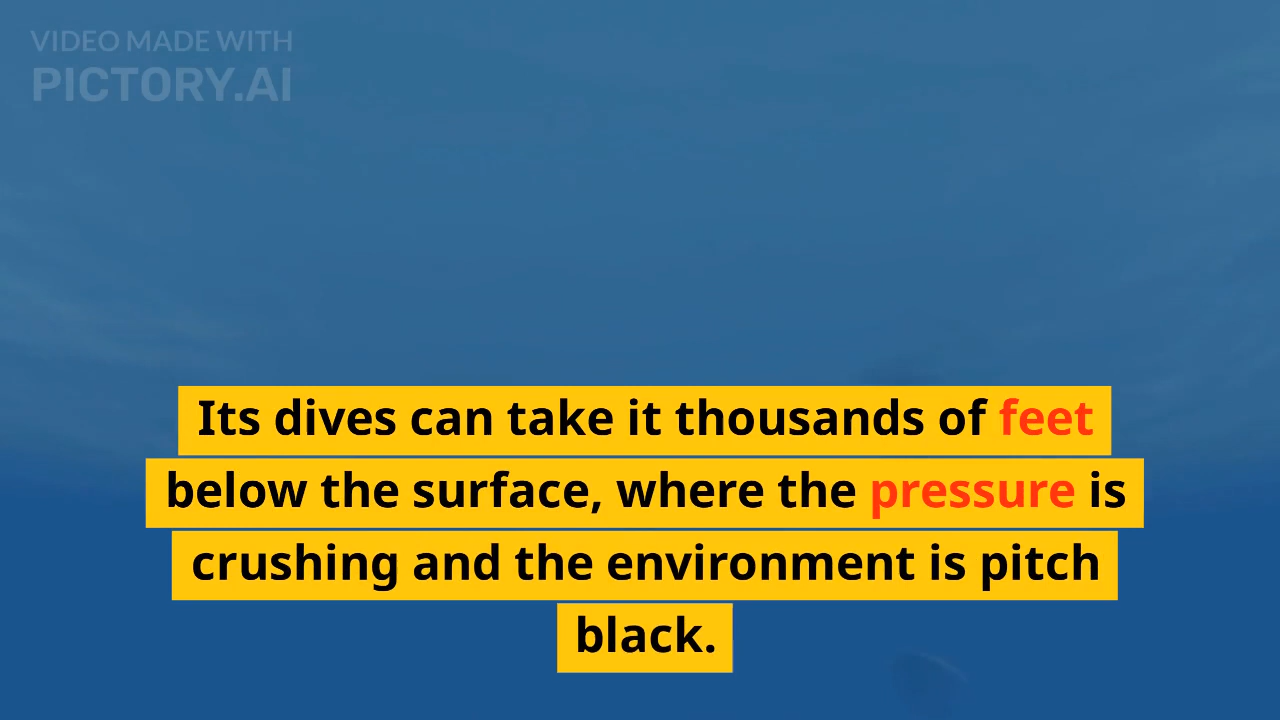 VIDEO MADE WITH
PICTORY.AI
Its dives can take it thousands of feet
below the surface, where the pressure is
crushing and the environment is pitch
black.